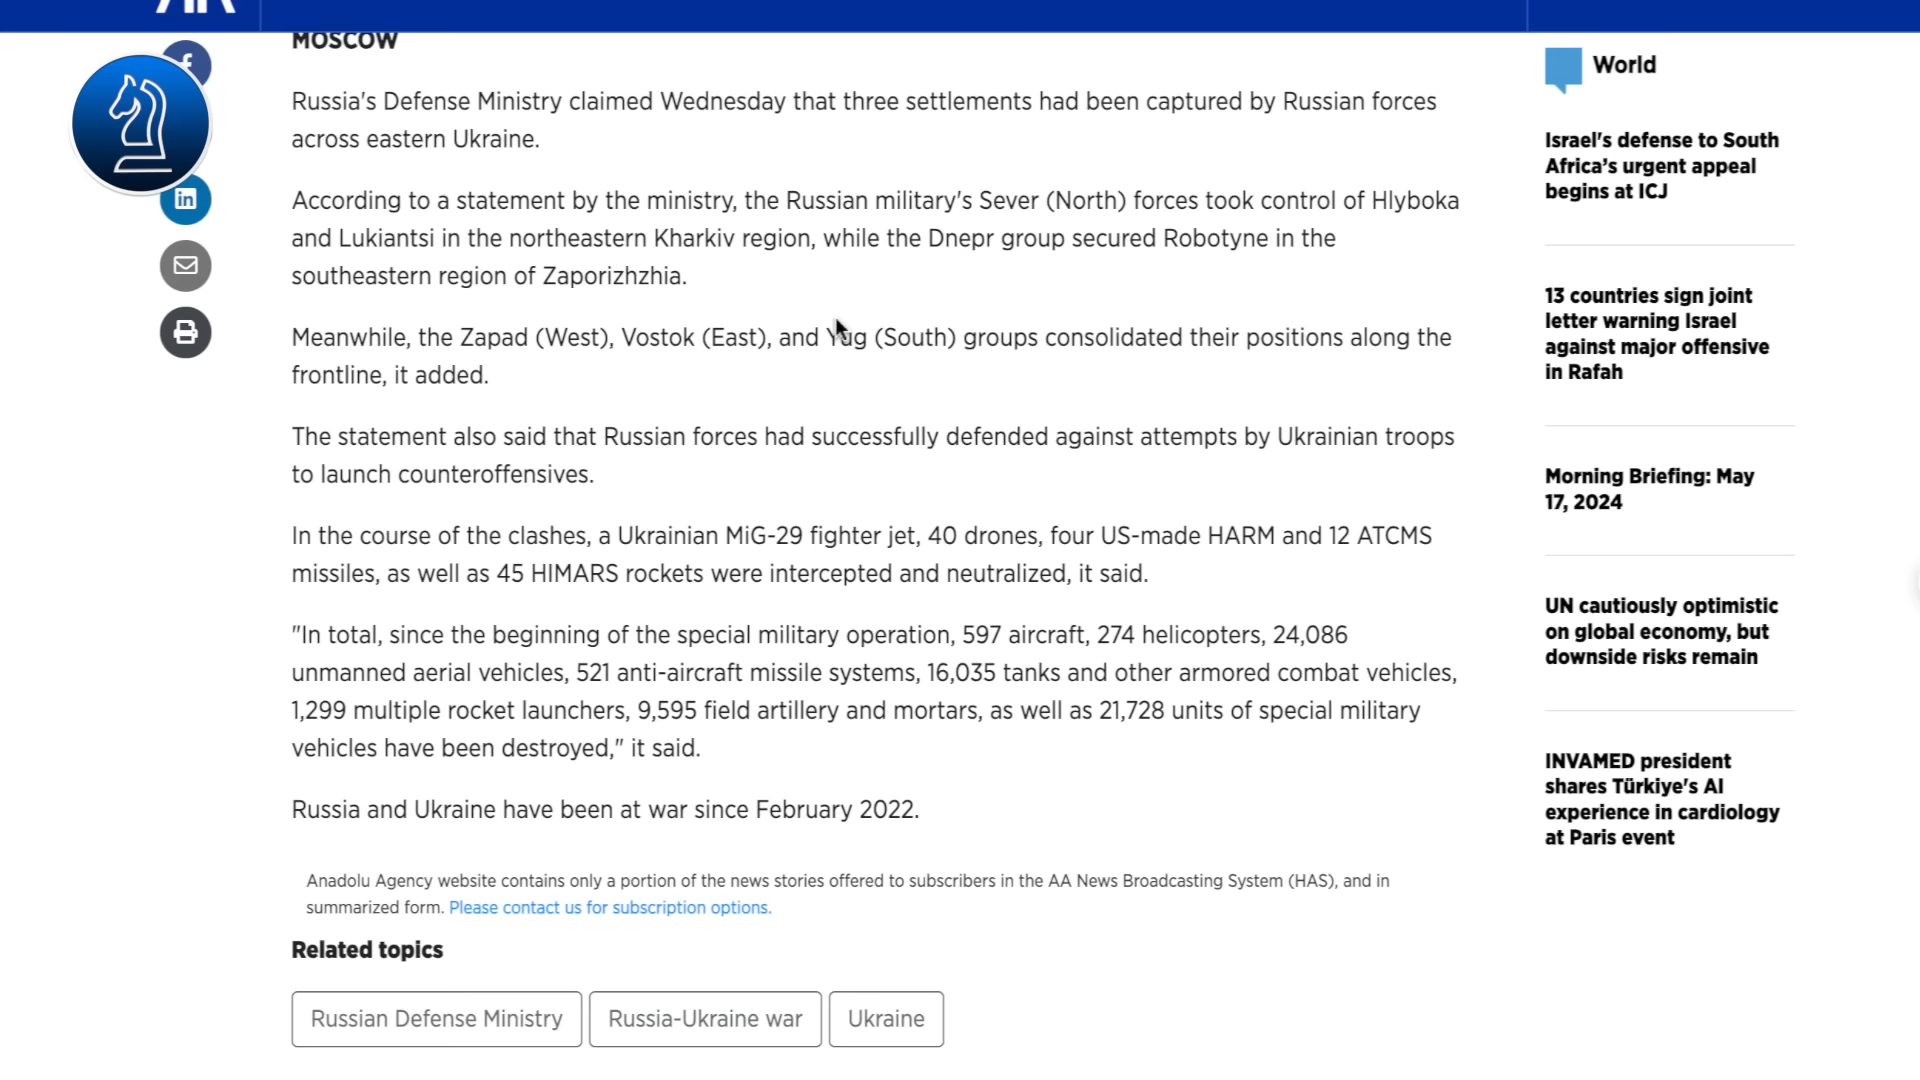 MOSCOW
Russia's Defense Ministry claimed Wednesday that three settlements had been captured by Russian forces
across eastern Ukraine.
According to a statement by the ministry, the Russian military's Sever (North) forces took control of Hlyboka
and Lukiantsi in the northeastern Kharkiv region, while the Dnepr group secured Robotyne in the
southeastern region of Zaporizhzhia.
Meanwhile, the Zapad (West), Vostok (East), and Yug (South) groups consolidated their positions along the
frontline, it added.
The statement also said that Russian forces had successfully defended against attempts by Ukrainian troops
to launch counteroffensives.
In the course of the clashes, a Ukrainian MiG-29 fighter jet, 40 drones, four US-made HARM and 12 ATCMS
missiles, as well as 45 HIMARS rockets were intercepted and neutralized, it said.
"In total, since the beginning of the special military operation, 597 aircraft, 274 helicopters, 24,086
unmanned aerial vehicles, 521 anti-aircraft missile systems, 16,035 tanks and other armored combat vehicles,
1,299 multiple rocket launchers, 9,595 field artillery and mortars, as well as 21,728 units of special military
vehicles have been destroyed," it said.
Russia and Ukraine have been at war since February 2022.
Anadolu Agency website contains only a portion of the news stories offered to subscribers in the AA News Broadcasting System (HAS), and in
summarized form. Please contact us for subscription options.
Related topics
Russian Defense Ministry
Russia-Ukraine war
Ukraine
World
Israel's defense to South
Africa's urgent appeal
begins at ICJ
13 countries sign joint
letter warning Israel
against major offensive
in Rafah
Morning Briefing: May
17, 2024
UN cautiously optimistic
on global economy, but
downside risks remain
INVAMED president
shares Türkiye's AI
experience in cardiology
at Paris event